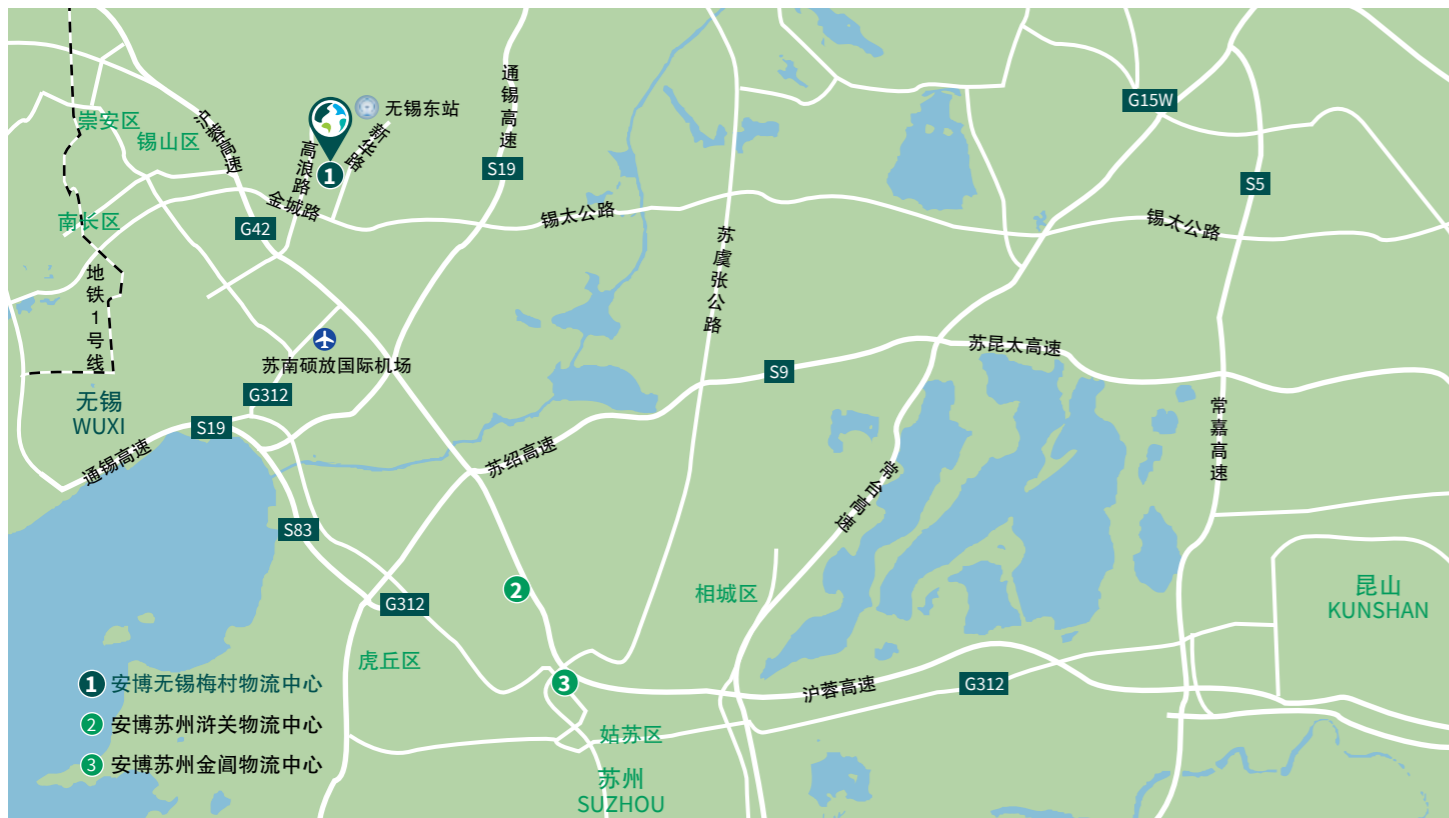 通锡高速
G15W
无锡东站
崇安区
沪蓉高速
新华路
锡山区
高浪路
S19
1
S5
金城路
南长区
锡太公路
锡太公路
G42
苏虞张公路
地铁1号线
苏昆太高速
苏南硕放国际机场
S9
G312
无锡
WUXI
常嘉高速
S19
通锡高速
苏绍高速
常台高速
S83
2
相城区
昆山
KUNSHAN
G312
虎丘区
3
沪蓉高速
G312
1 安博无锡梅村物流中心
2 安博苏州浒关物流中心
3 安博苏州金阊物流中心
姑苏区
苏州
SUZHOU